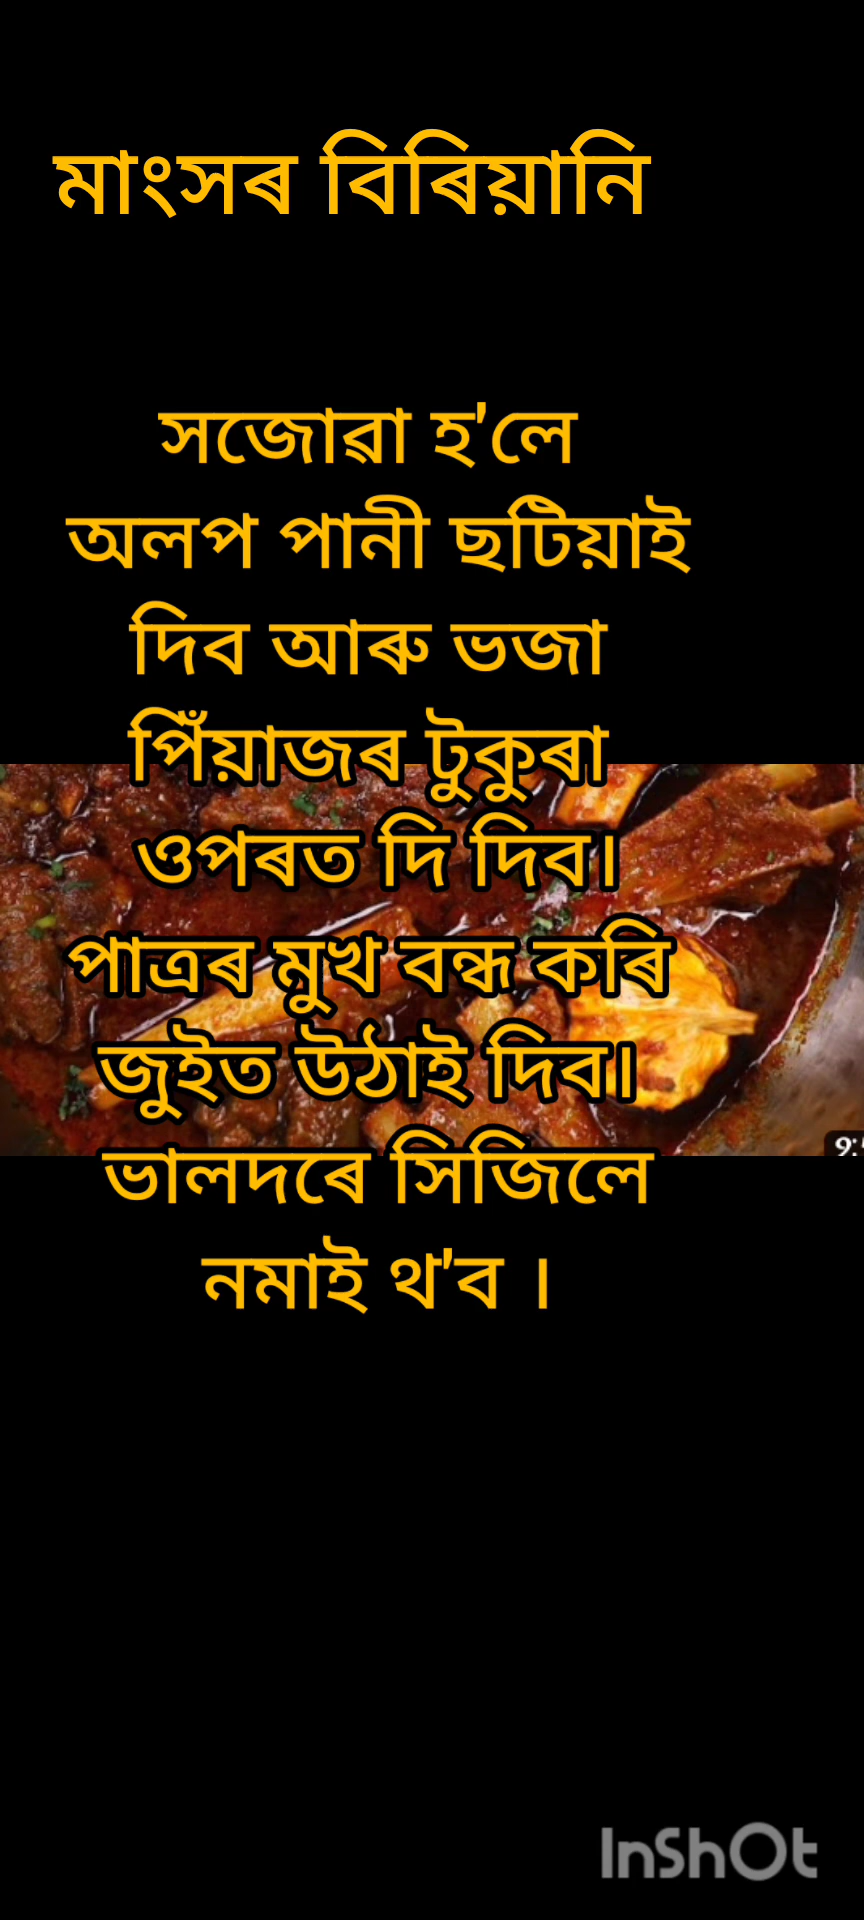 মাংসৰ বিৰিয়ানি
সজোৱা হ'লে
অলপ পানী ছটিয়াই
দিব আৰু ভজা
পিঁয়াজৰ টুকুৰা
ওপৰত দি দিব।
পাত্ৰৰ মুখ বন্ধ কৰি
জুইত উঠাই দিব।
ভালদৰে সিজিলে
নমাই থ'ব ।
InShOt